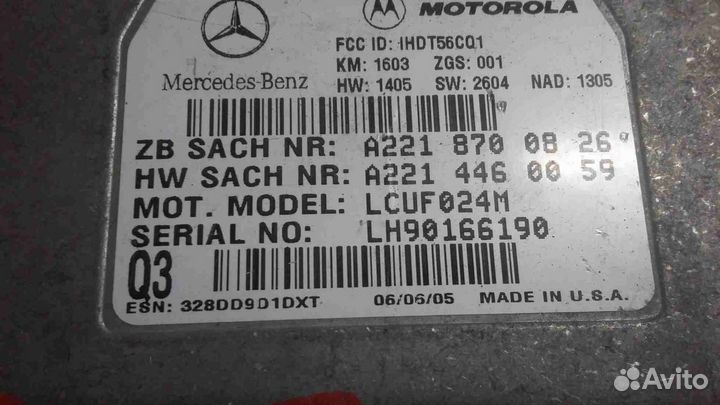 MOTOROLA
FCC ID: IHDT56CQ1
KM: 1603 ZGS: 001
Mercedes-Benz HW: 1405 SW: 2604 NAD: 1305
ZB SACH NR: A221 870 08 26
HW SACH NR: A221 446 00 59
MOT. MODEL: LCUF024M
SERIAL NO: LH90166190
Q3
ESN: 328DD9D1DXT 06/06/05 MADE IN U.S.A.
Avito